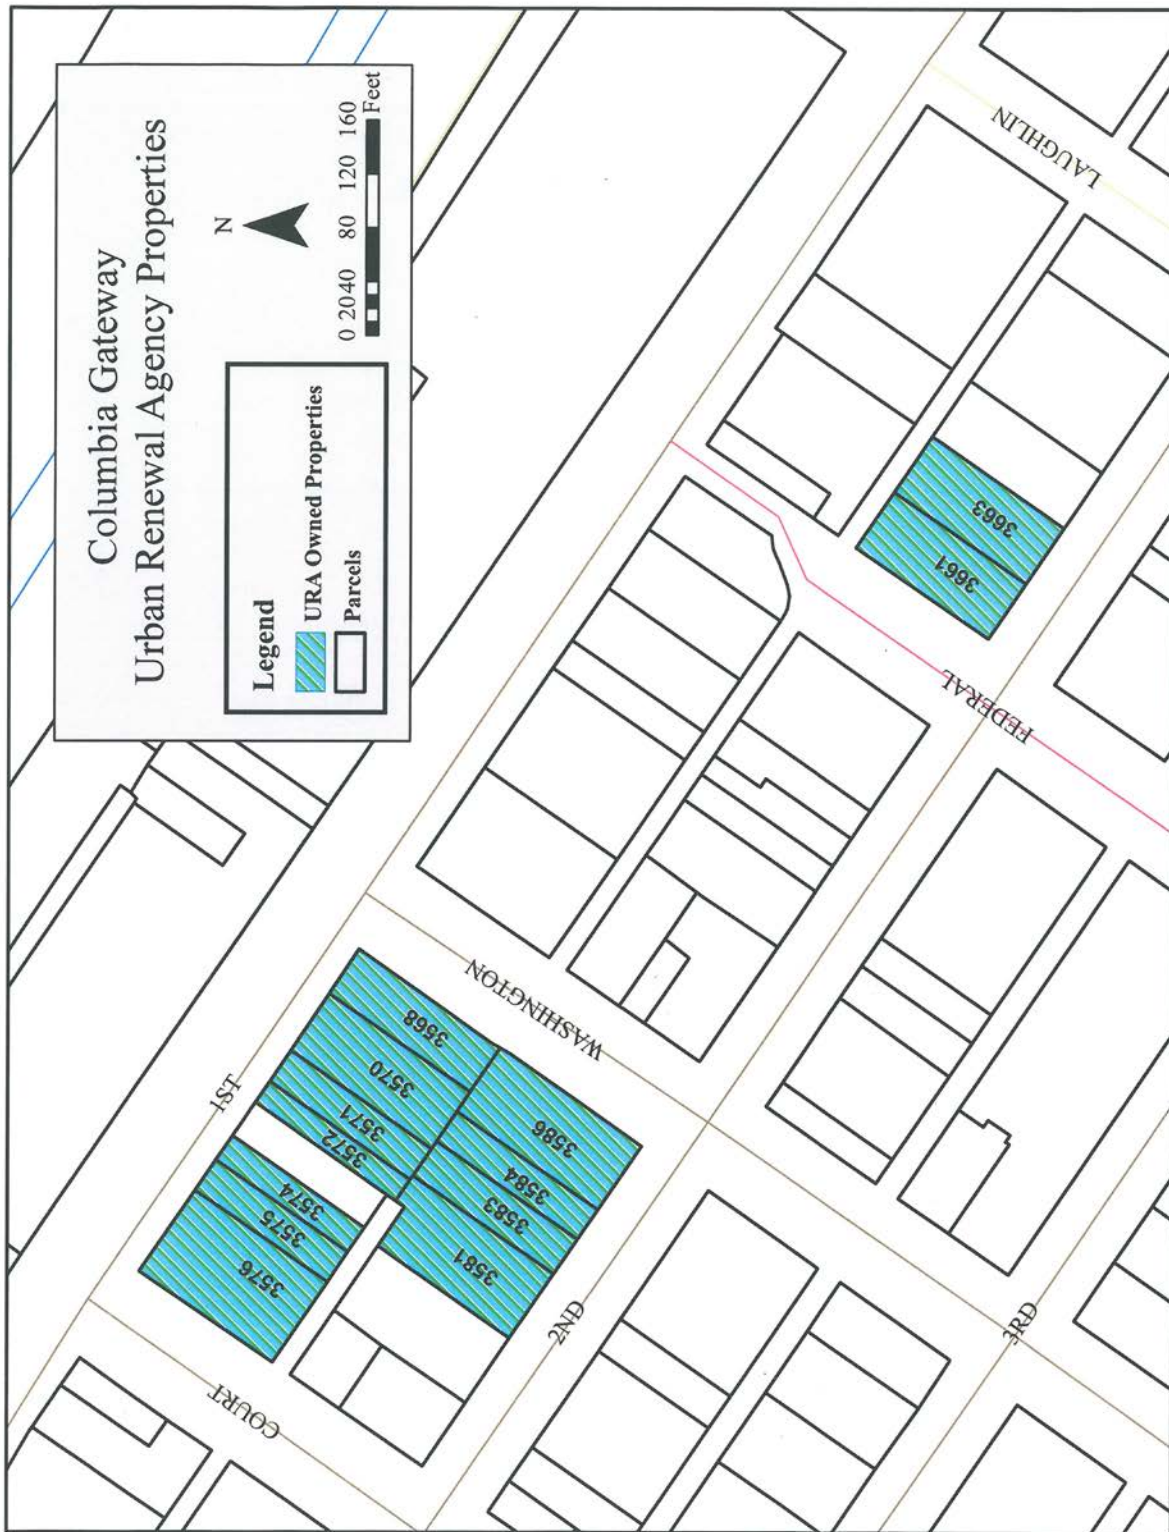 Columbia Gateway
Urban Renewal Agency Properties
N
0 20 40 80 120 160
Feet
Legend
URA Owned Properties
Parcels
1ST
COURT
WASHINGTON
2ND
3RD
FEDERAL
LAUGHLIN
3576
3575
3574
3572
3571
3570
3568
3581
3583
3584
3586
3661
3663